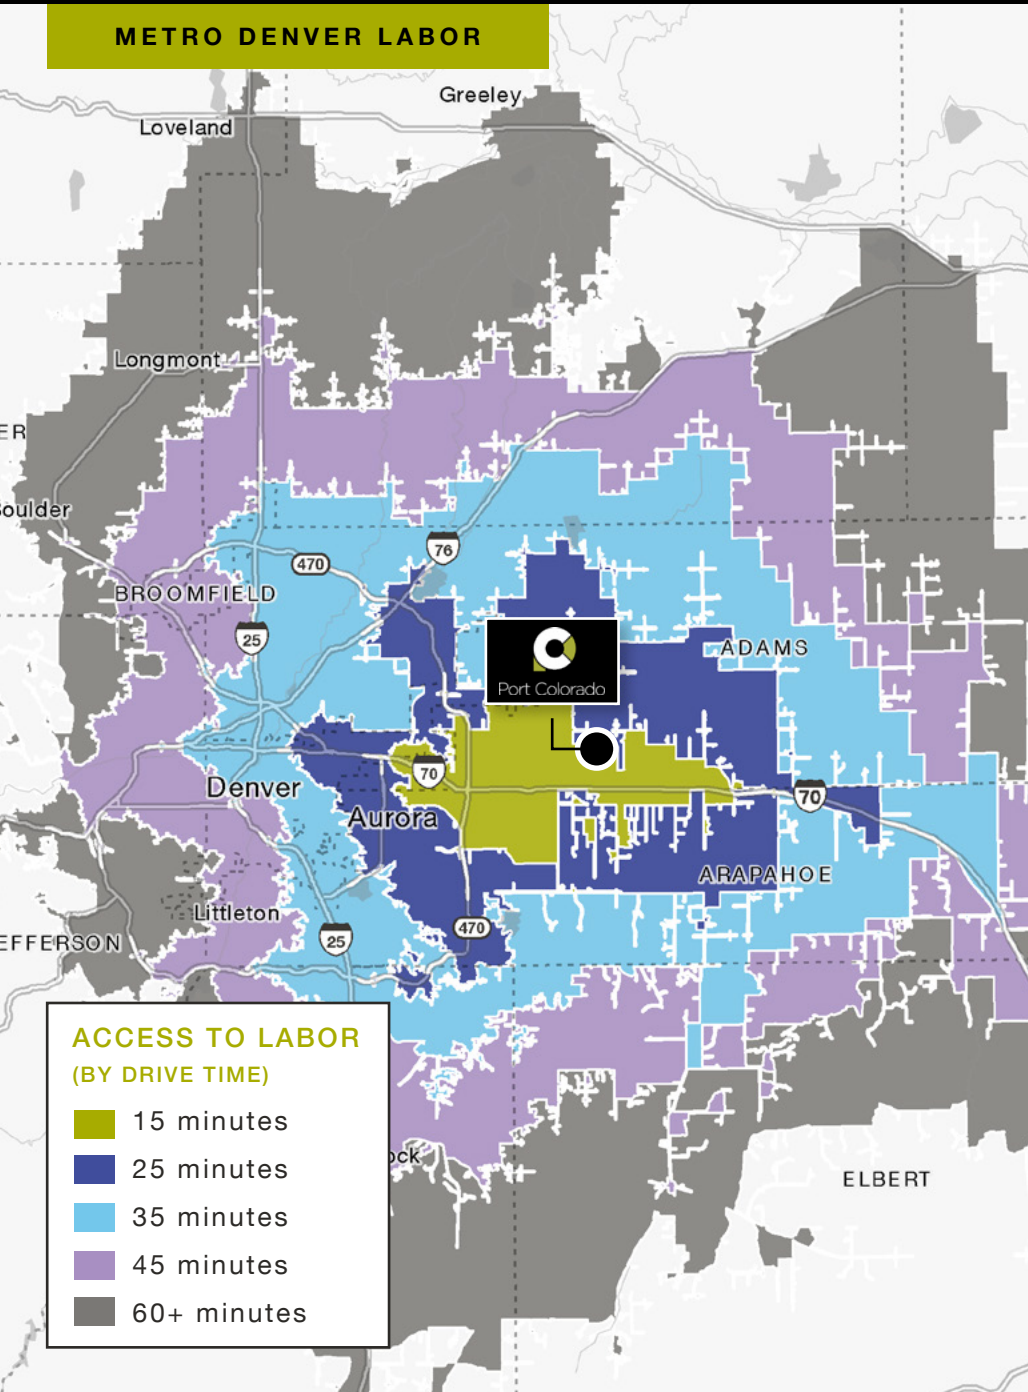 METRO DENVER LABOR
Greeley
Loveland
Longmont
ER
oulder
76
470
BROOMFIELD
25
ADAMS
Port Colorado
70
Denver
70
Aurora
ARAPAHOE
Littleton
470
25
EFFERSON
ock
ELBERT
ACCESS TO LABOR
(BY DRIVE TIME)
15 minutes
25 minutes
35 minutes
45 minutes
60+ minutes